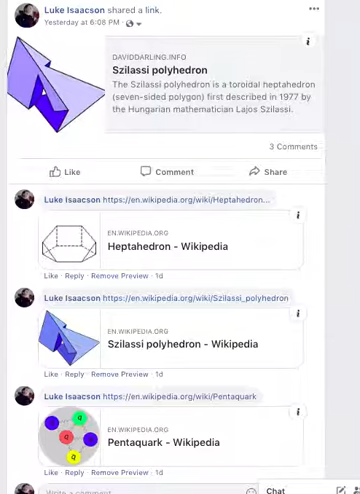 Luke Isaacson shared a link.
Yesterday at 6:08 PM ·
i
DAVIDDARLING.INFO
Szilassi polyhedron
The Szilassi polyhedron is a toroidal heptahedron
(seven-sided polygon) first described in 1977 by
the Hungarian mathematician Lajos Szilassi.
3 Comments
Like Comment Share
Luke Isaacson https://en.wikipedia.org/wiki/Heptahedron...
i
EN.WIKIPEDIA.ORG
Heptahedron - Wikipedia
Like · Reply · Remove Preview · 1d
Luke Isaacson https://en.wikipedia.org/wiki/Szilassi_polyhedron
i
EN.WIKIPEDIA.ORG
Szilassi polyhedron - Wikipedia
Like · Reply · Remove Preview · 1d
Luke Isaacson https://en.wikipedia.org/wiki/Pentaquark
i
q q
q
q
EN.WIKIPEDIA.ORG
Pentaquark - Wikipedia
Like · Reply · Remove Preview · 1d
Write a comment...
Chat